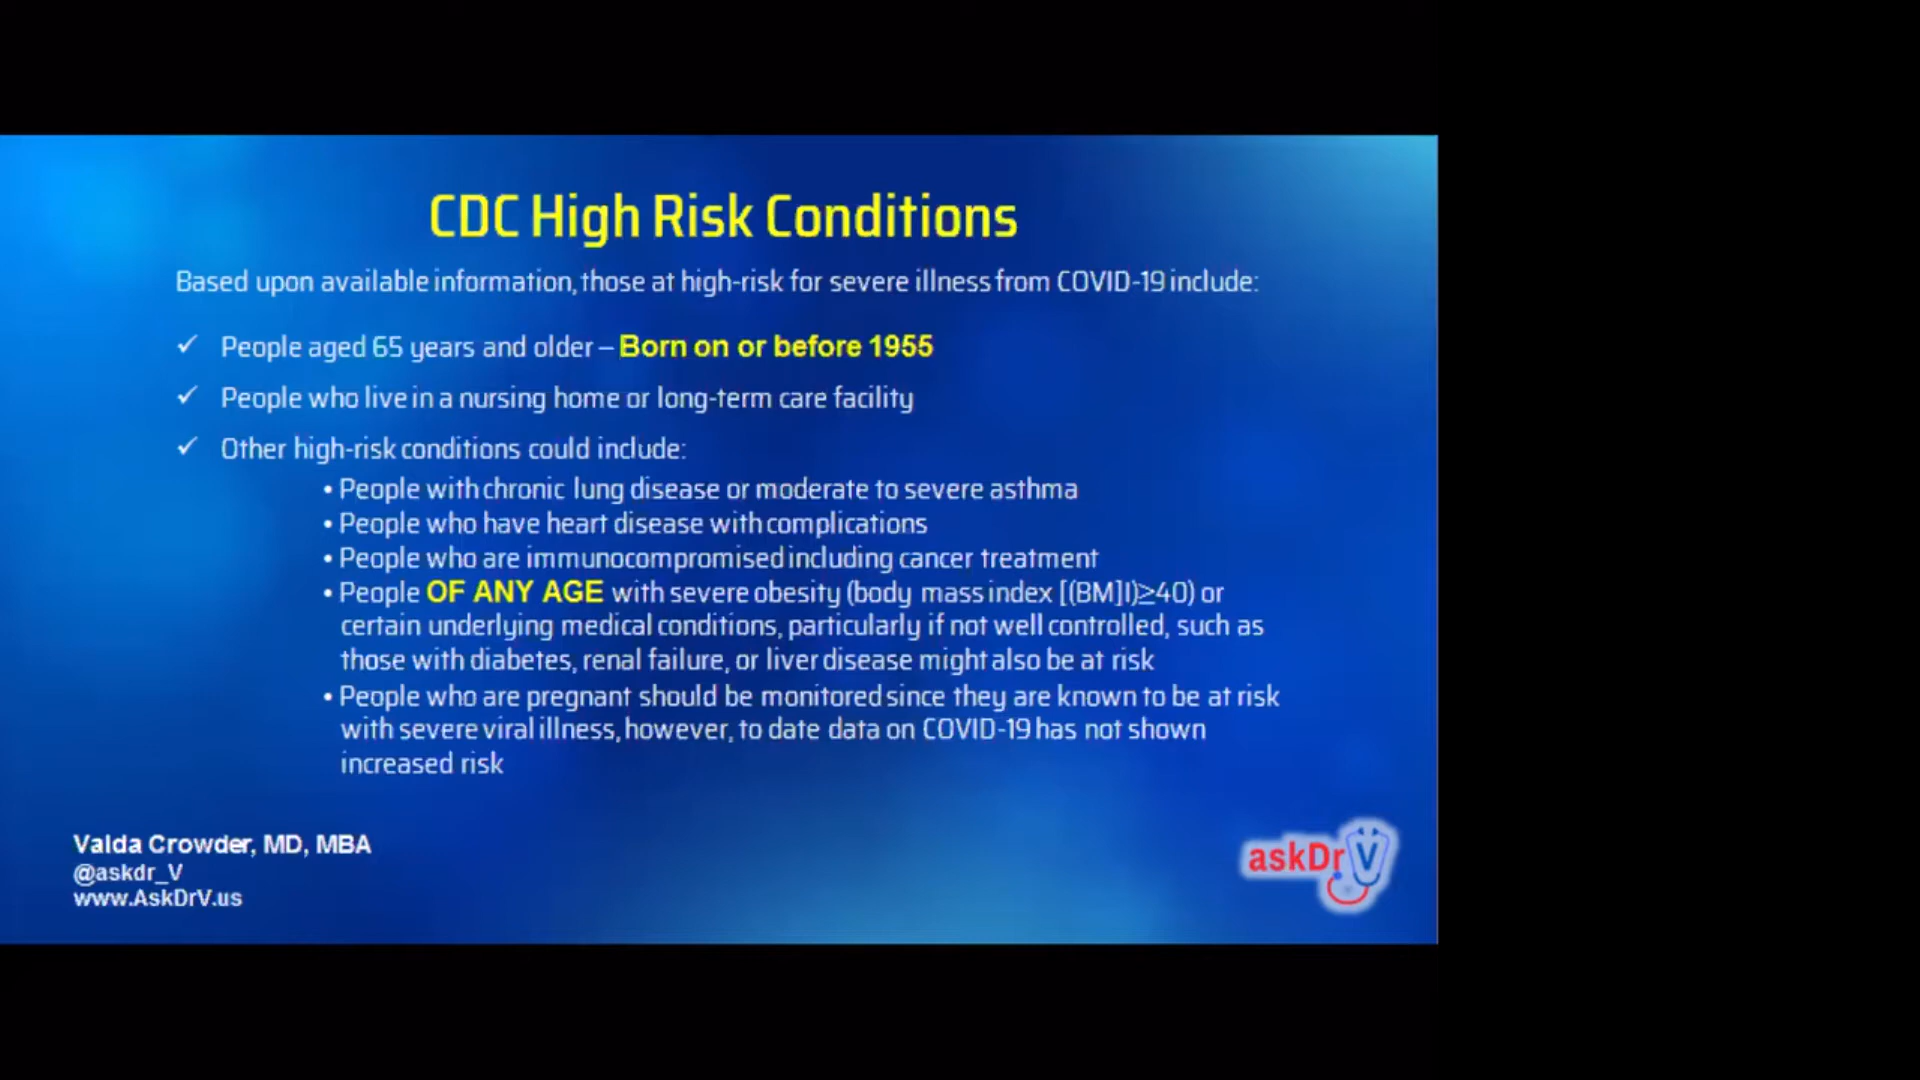 CDC High Risk Conditions
Based upon available information, those at high-risk for severe illness from COVID-19 include:
✓ People aged 65 years and older – Born on or before 1955
✓ People who live in a nursing home or long-term care facility
✓ Other high-risk conditions could include:
• People with chronic lung disease or moderate to severe asthma
• People who have heart disease with complications
• People who are immunocompromised including cancer treatment
• People OF ANY AGE with severe obesity (body mass index [(BM]I)≥40) or
certain underlying medical conditions, particularly if not well controlled, such as
those with diabetes, renal failure, or liver disease might also be at risk
• People who are pregnant should be monitored since they are known to be at risk
with severe viral illness, however, to date data on COVID-19 has not shown
increased risk
Valda Crowder, MD, MBA
@askdr_V
www.AskDrV.us
askDrV